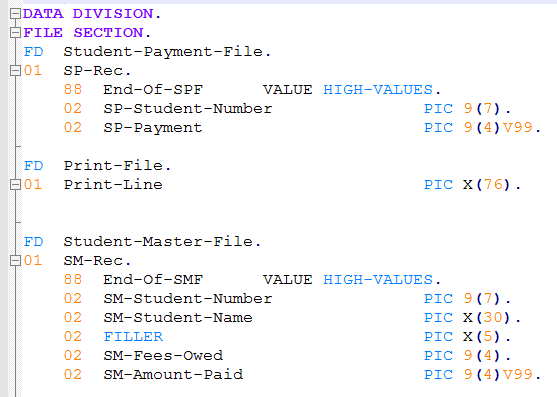 DATA DIVISION.
FILE SECTION.
FD  Student-Payment-File.
01  SP-Rec.
    88  End-Of-SPF      VALUE HIGH-VALUES.
    02  SP-Student-Number               PIC 9(7).
    02  SP-Payment                      PIC 9(4)V99.
FD  Print-File.
01  Print-Line                          PIC X(76).
FD  Student-Master-File.
01  SM-Rec.
    88  End-Of-SMF      VALUE HIGH-VALUES.
    02  SM-Student-Number               PIC 9(7).
    02  SM-Student-Name                 PIC X(30).
    02  FILLER                          PIC X(5).
    02  SM-Fees-Owed                    PIC 9(4).
    02  SM-Amount-Paid                  PIC 9(4)V99.